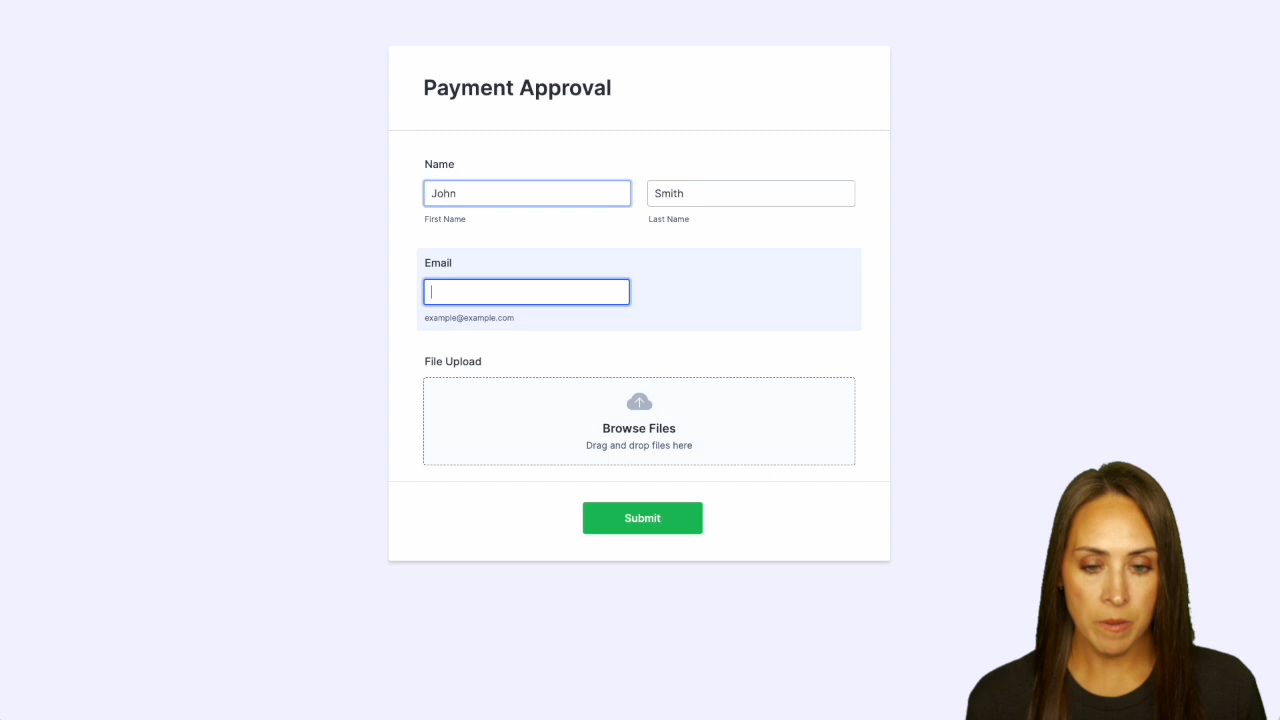 Payment Approval
Name
John
Smith
First Name
Last Name
Email
example@example.com
File Upload
Browse Files
Drag and drop files here
Submit